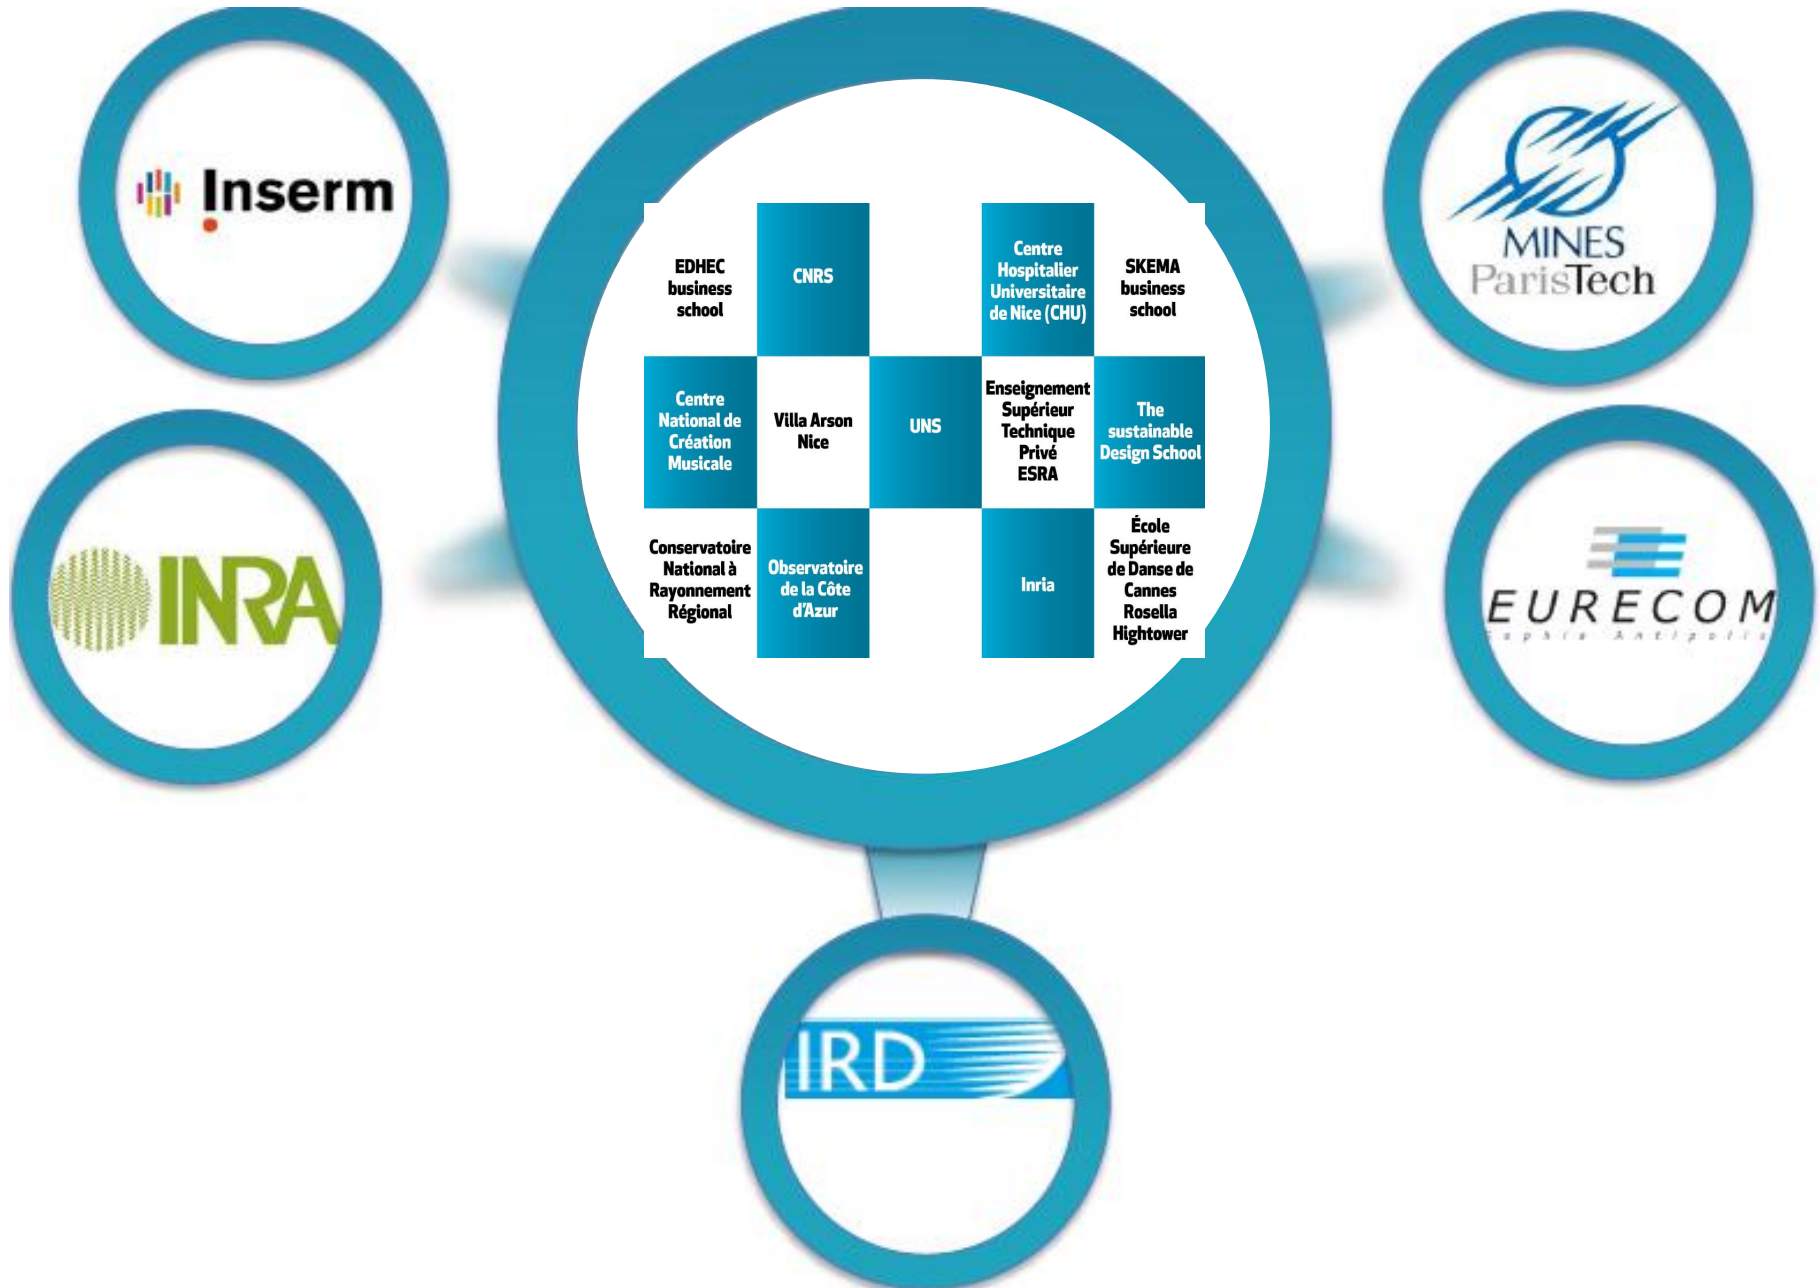 Inserm
INRA
EDHEC
business
school
CNRS
Centre
Hospitalier
Universitaire
de Nice (CHU)
SKEMA
business
school
Centre
National de
Création
Musicale
Villa Arson
Nice
UNS
Enseignement
Supérieur
Technique
Privé
ESRA
The
sustainable
Design School
Conservatoire
National à
Rayonnement
Régional
Observatoire
de la Côte
d'Azur
Inria
École
Supérieure
de Danse de
Cannes
Rosella
Hightower
MINES
ParisTech
EURECOM
Sophia Antipolis
IRD